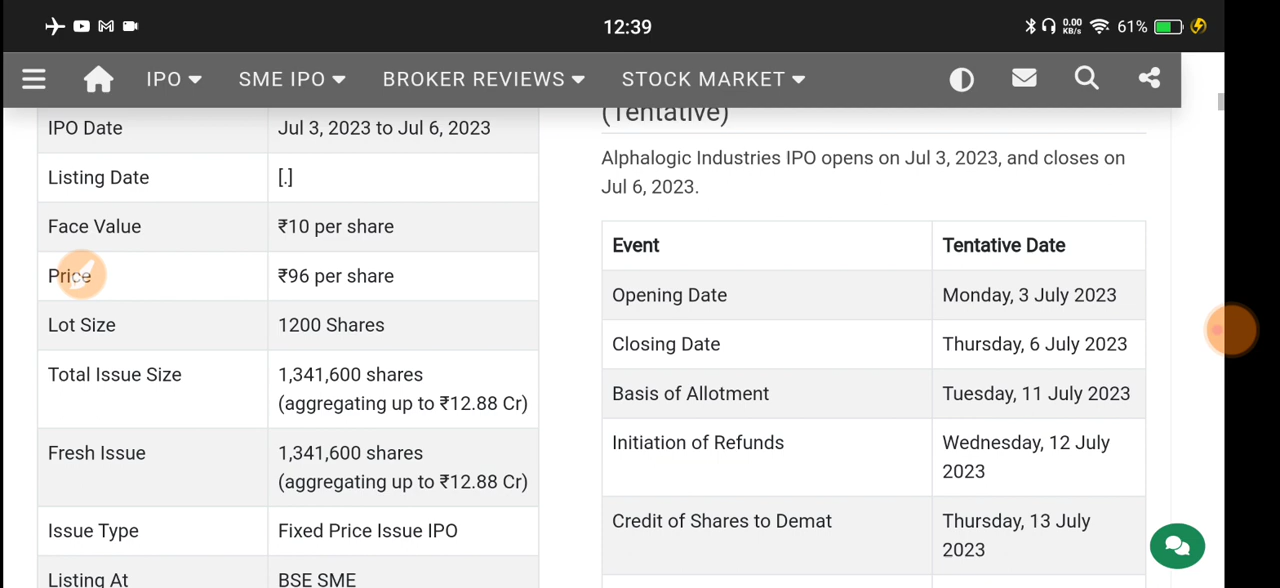 12:39
0.00
KB/s
61%
IPO
SME IPO
BROKER REVIEWS
STOCK MARKET
IPO Date Jul 3, 2023 to Jul 6, 2023
Listing Date [.]
Face Value ₹10 per share
Price ₹96 per share
Lot Size 1200 Shares
Total Issue Size 1,341,600 shares
(aggregating up to ₹12.88 Cr)
Fresh Issue 1,341,600 shares
(aggregating up to ₹12.88 Cr)
Issue Type Fixed Price Issue IPO
Listing At BSE SME
(Tentative)
Alphalogic Industries IPO opens on Jul 3, 2023, and closes on
Jul 6, 2023.
Event Tentative Date
Opening Date Monday, 3 July 2023
Closing Date Thursday, 6 July 2023
Basis of Allotment Tuesday, 11 July 2023
Initiation of Refunds Wednesday, 12 July
2023
Credit of Shares to Demat Thursday, 13 July
2023